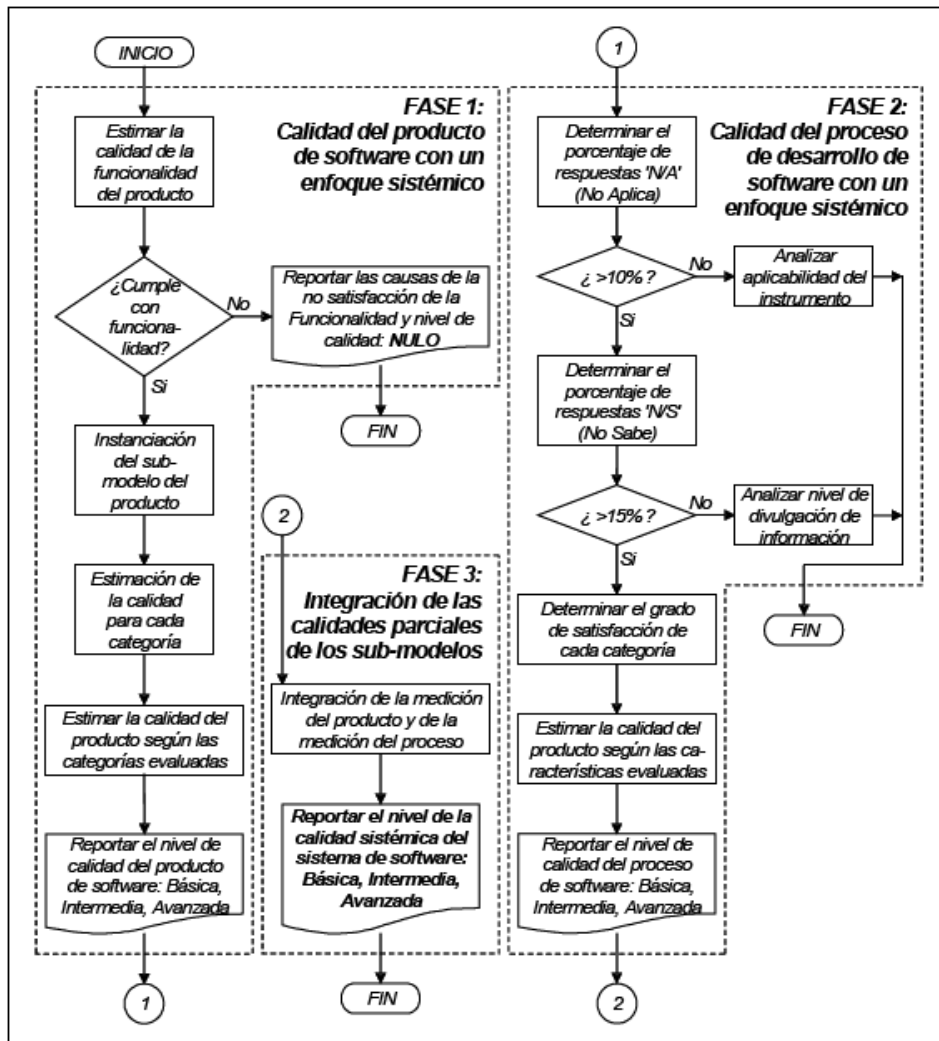 INICIO
FASE 1:
Calidad del producto
de software con un
enfoque sistémico
Estimar la
calidad de la
funcionalidad
del producto
¿Cumple
con
funciona-
lidad?
No
Reportar las causas de la
no satisfacción de la
Funcionalidad y nivel de
calidad: NULO
FIN
Si
Instanciación
del sub-
modelo del
producto
Estimación de
la calidad
para cada
categoría
Estimar la calidad del
producto según las
categorías evaluadas
Reportar el nivel de
calidad del producto
de software: Básica,
Intermedia, Avanzada
1
2
FASE 3:
Integración de las
calidades parciales
de los sub-modelos
Integración de la medición
del producto y de la
medición del proceso
Reportar el nivel de la
calidad sistémica del
sistema de software:
Básica, Intermedia,
Avanzada
FIN
1
FASE 2:
Calidad del proceso
de desarrollo de
software con un
enfoque sistémico
Determinar el
porcentaje de
respuestas 'N/A'
(No Aplica)
¿ >10% ?
No
Analizar
aplicabilidad del
instrumento
Si
Determinar el
porcentaje de
respuestas 'N/S'
(No Sabe)
¿ >15% ?
No
Analizar nivel de
divulgación de
información
FIN
Si
Determinar el grado
de satisfacción de
cada categoría
Estimar la calidad del
producto según las ca-
racterísticas evaluadas
Reportar el nivel de
calidad del proceso
de software: Básica,
Intermedia, Avanzada
2